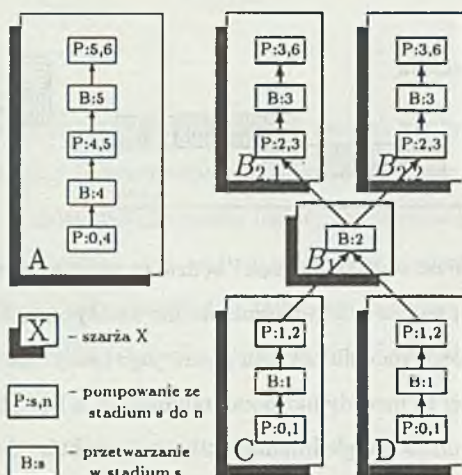 P:5,6
B:5
P:4,5
B:4
P:0,4
A
P:3,6
B:3
P:2,3
B2,1
P:3,6
B:3
P:2,3
B2,2
B:2
B1
P:1,2
B:1
P:0,1
C
P:1,2
B:1
P:0,1
D
X
- szarża X
P:s,n
- pompowanie ze
stadium s do n
B:s
- przetwarzanie
w stadium s